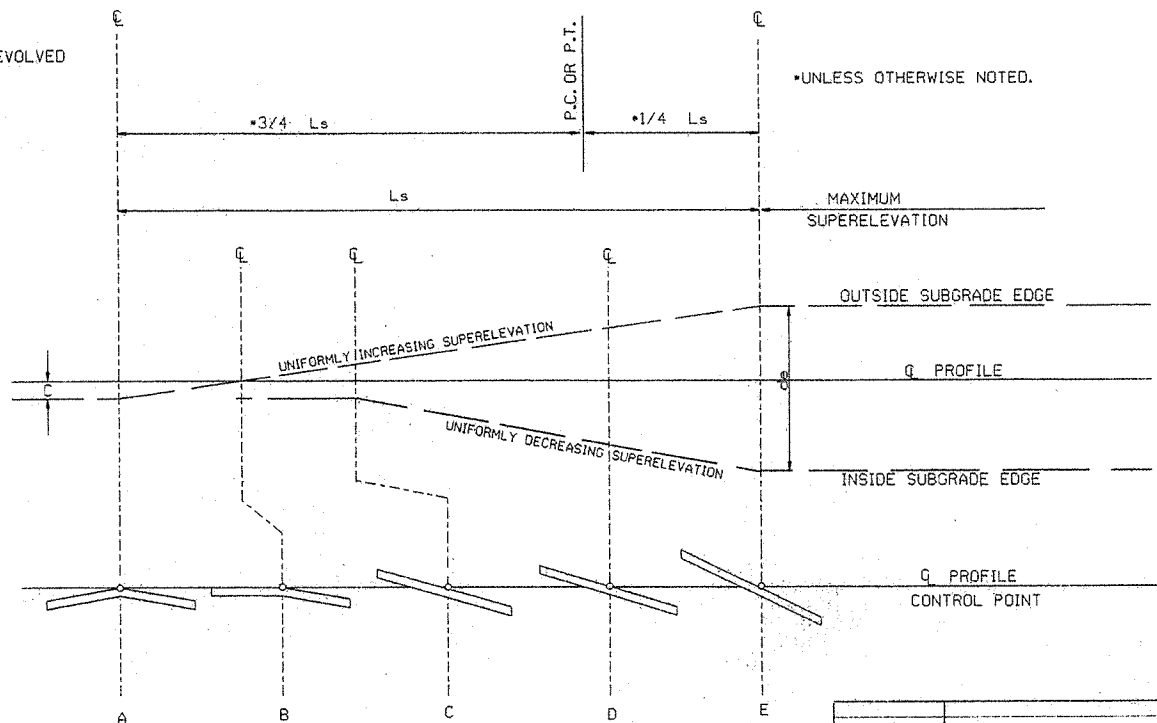 ℄
℄
EVOLVED
P.C. OR P.T.
*UNLESS OTHERWISE NOTED.
*3/4 Ls
*1/4 Ls
Ls
MAXIMUM
SUPERELEVATION
℄
℄
℄
OUTSIDE SUBGRADE EDGE
UNIFORMLY INCREASING SUPERELEVATION
℄ PROFILE
C
UNIFORMLY DECREASING SUPERELEVATION
INSIDE SUBGRADE EDGE
℄ PROFILE
CONTROL POINT
A
B
C
D
E